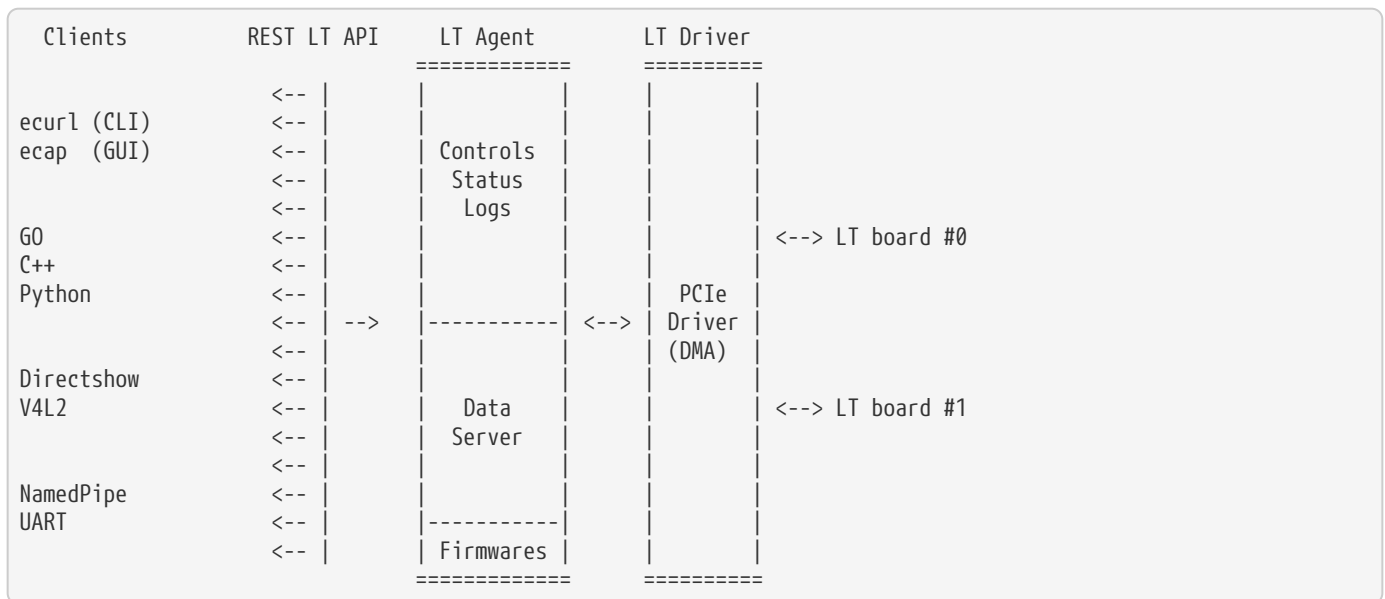 Clients            REST LT API     LT Agent             LT Driver
                                   =============      ==========
                     <-- |         |           |      |        |
ecurl (CLI)          <-- |         |           |      |        |
ecap  (GUI)          <-- |         | Controls  |      |        |
                     <-- |         |  Status   |      |        |
                     <-- |         |   Logs    |      |        |
GO                   <-- |         |           |      |        | <--> LT board #0
C++                  <-- |         |           |      |        |
Python               <-- |         |           |      |  PCIe  |
                     <-- | -->     |-----------| <--> | Driver |
                     <-- |         |           |      | (DMA)  |
Directshow           <-- |         |           |      |        |
V4L2                 <-- |         |   Data    |      |        | <--> LT board #1
                     <-- |         |  Server   |      |        |
                     <-- |         |           |      |        |
NamedPipe            <-- |         |           |      |        |
UART                 <-- |         |-----------|      |        |
                     <-- |         | Firmwares |      |        |
                                   =============      ==========